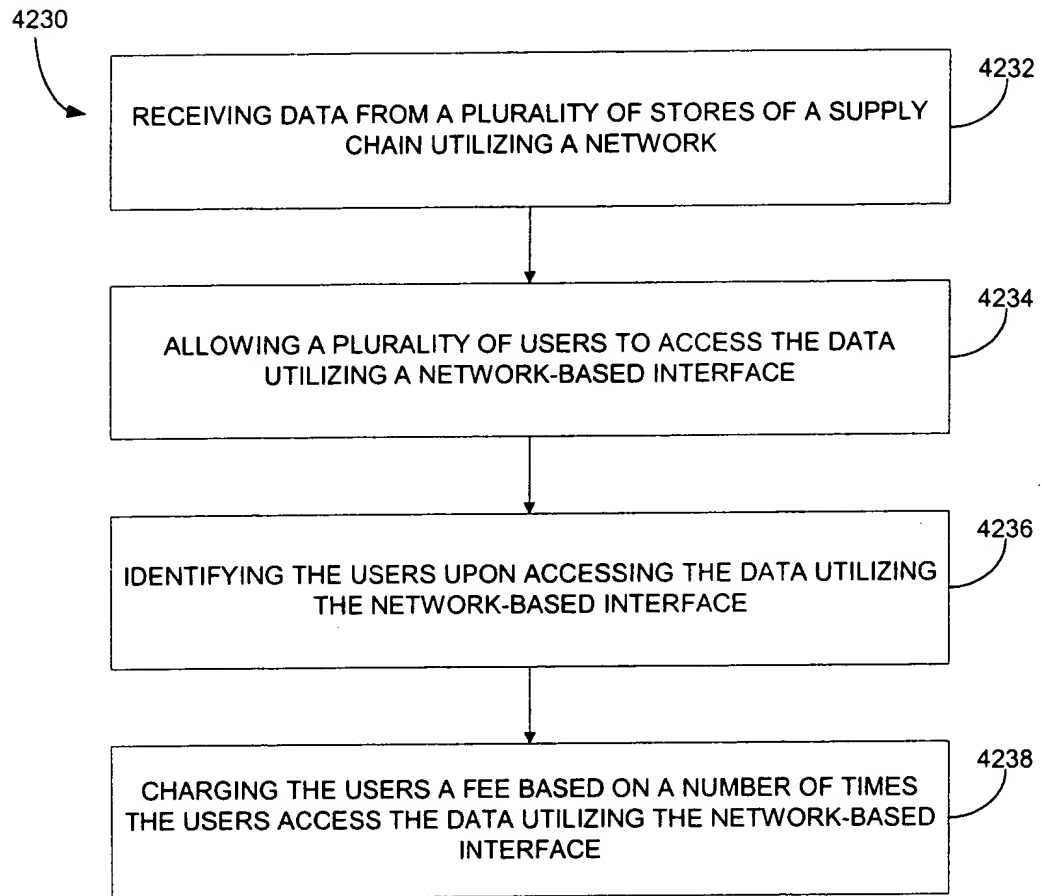 4230
4232
RECEIVING DATA FROM A PLURALITY OF STORES OF A SUPPLY
CHAIN UTILIZING A NETWORK
4234
ALLOWING A PLURALITY OF USERS TO ACCESS THE DATA
UTILIZING A NETWORK-BASED INTERFACE
4236
IDENTIFYING THE USERS UPON ACCESSING THE DATA UTILIZING
THE NETWORK-BASED INTERFACE
4238
CHARGING THE USERS A FEE BASED ON A NUMBER OF TIMES
THE USERS ACCESS THE DATA UTILIZING THE NETWORK-BASED
INTERFACE